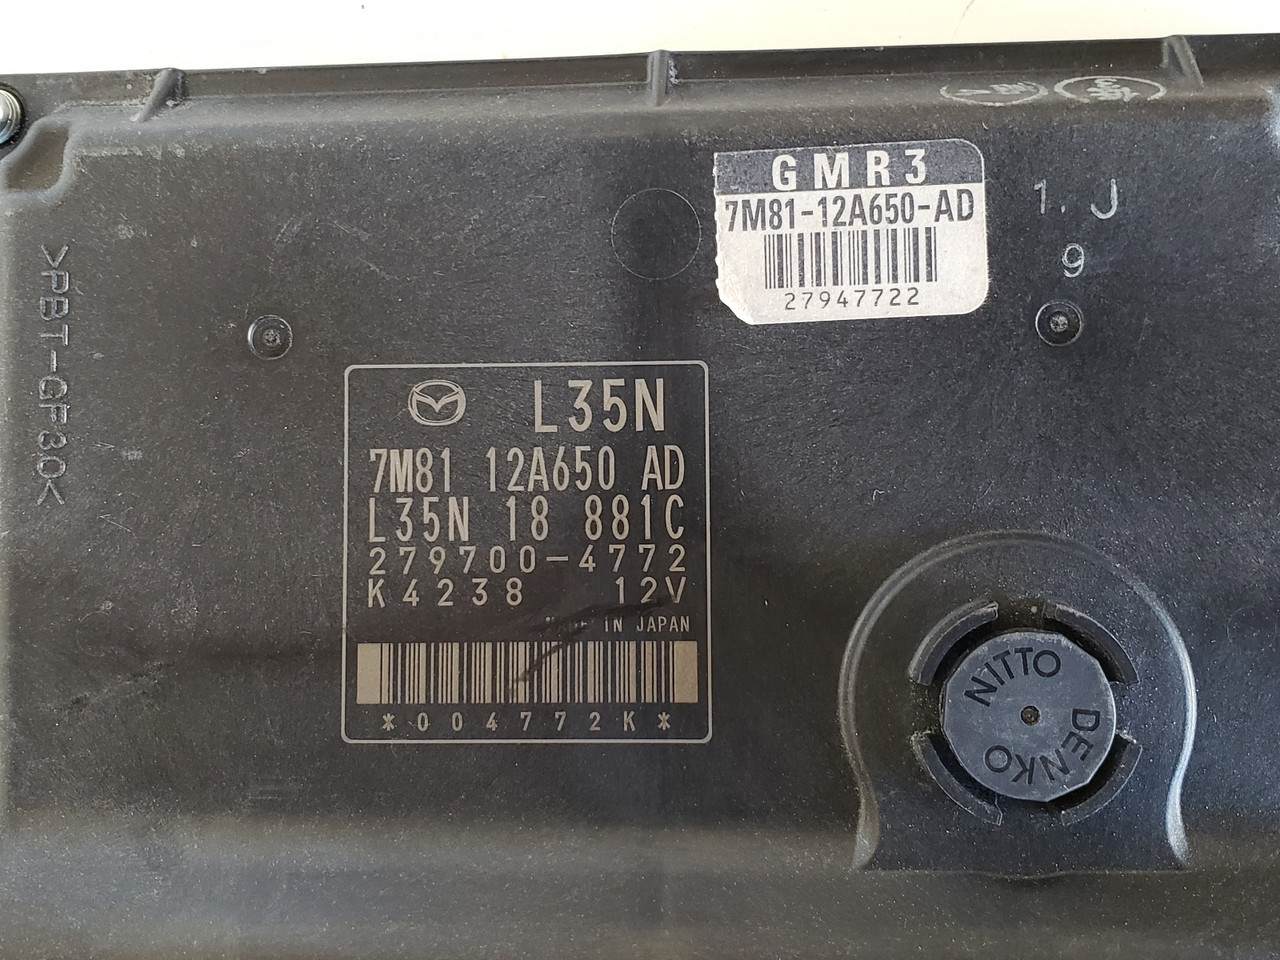 GMR3
7M81-12A650-AD
27947722
1. J
9
>PBT-GF30<
L35N
7M81 12A650 AD
L35N 18 881C
279700-4772
K4238 12V
MADE IN JAPAN
*004772K*
NITTO
DENKO